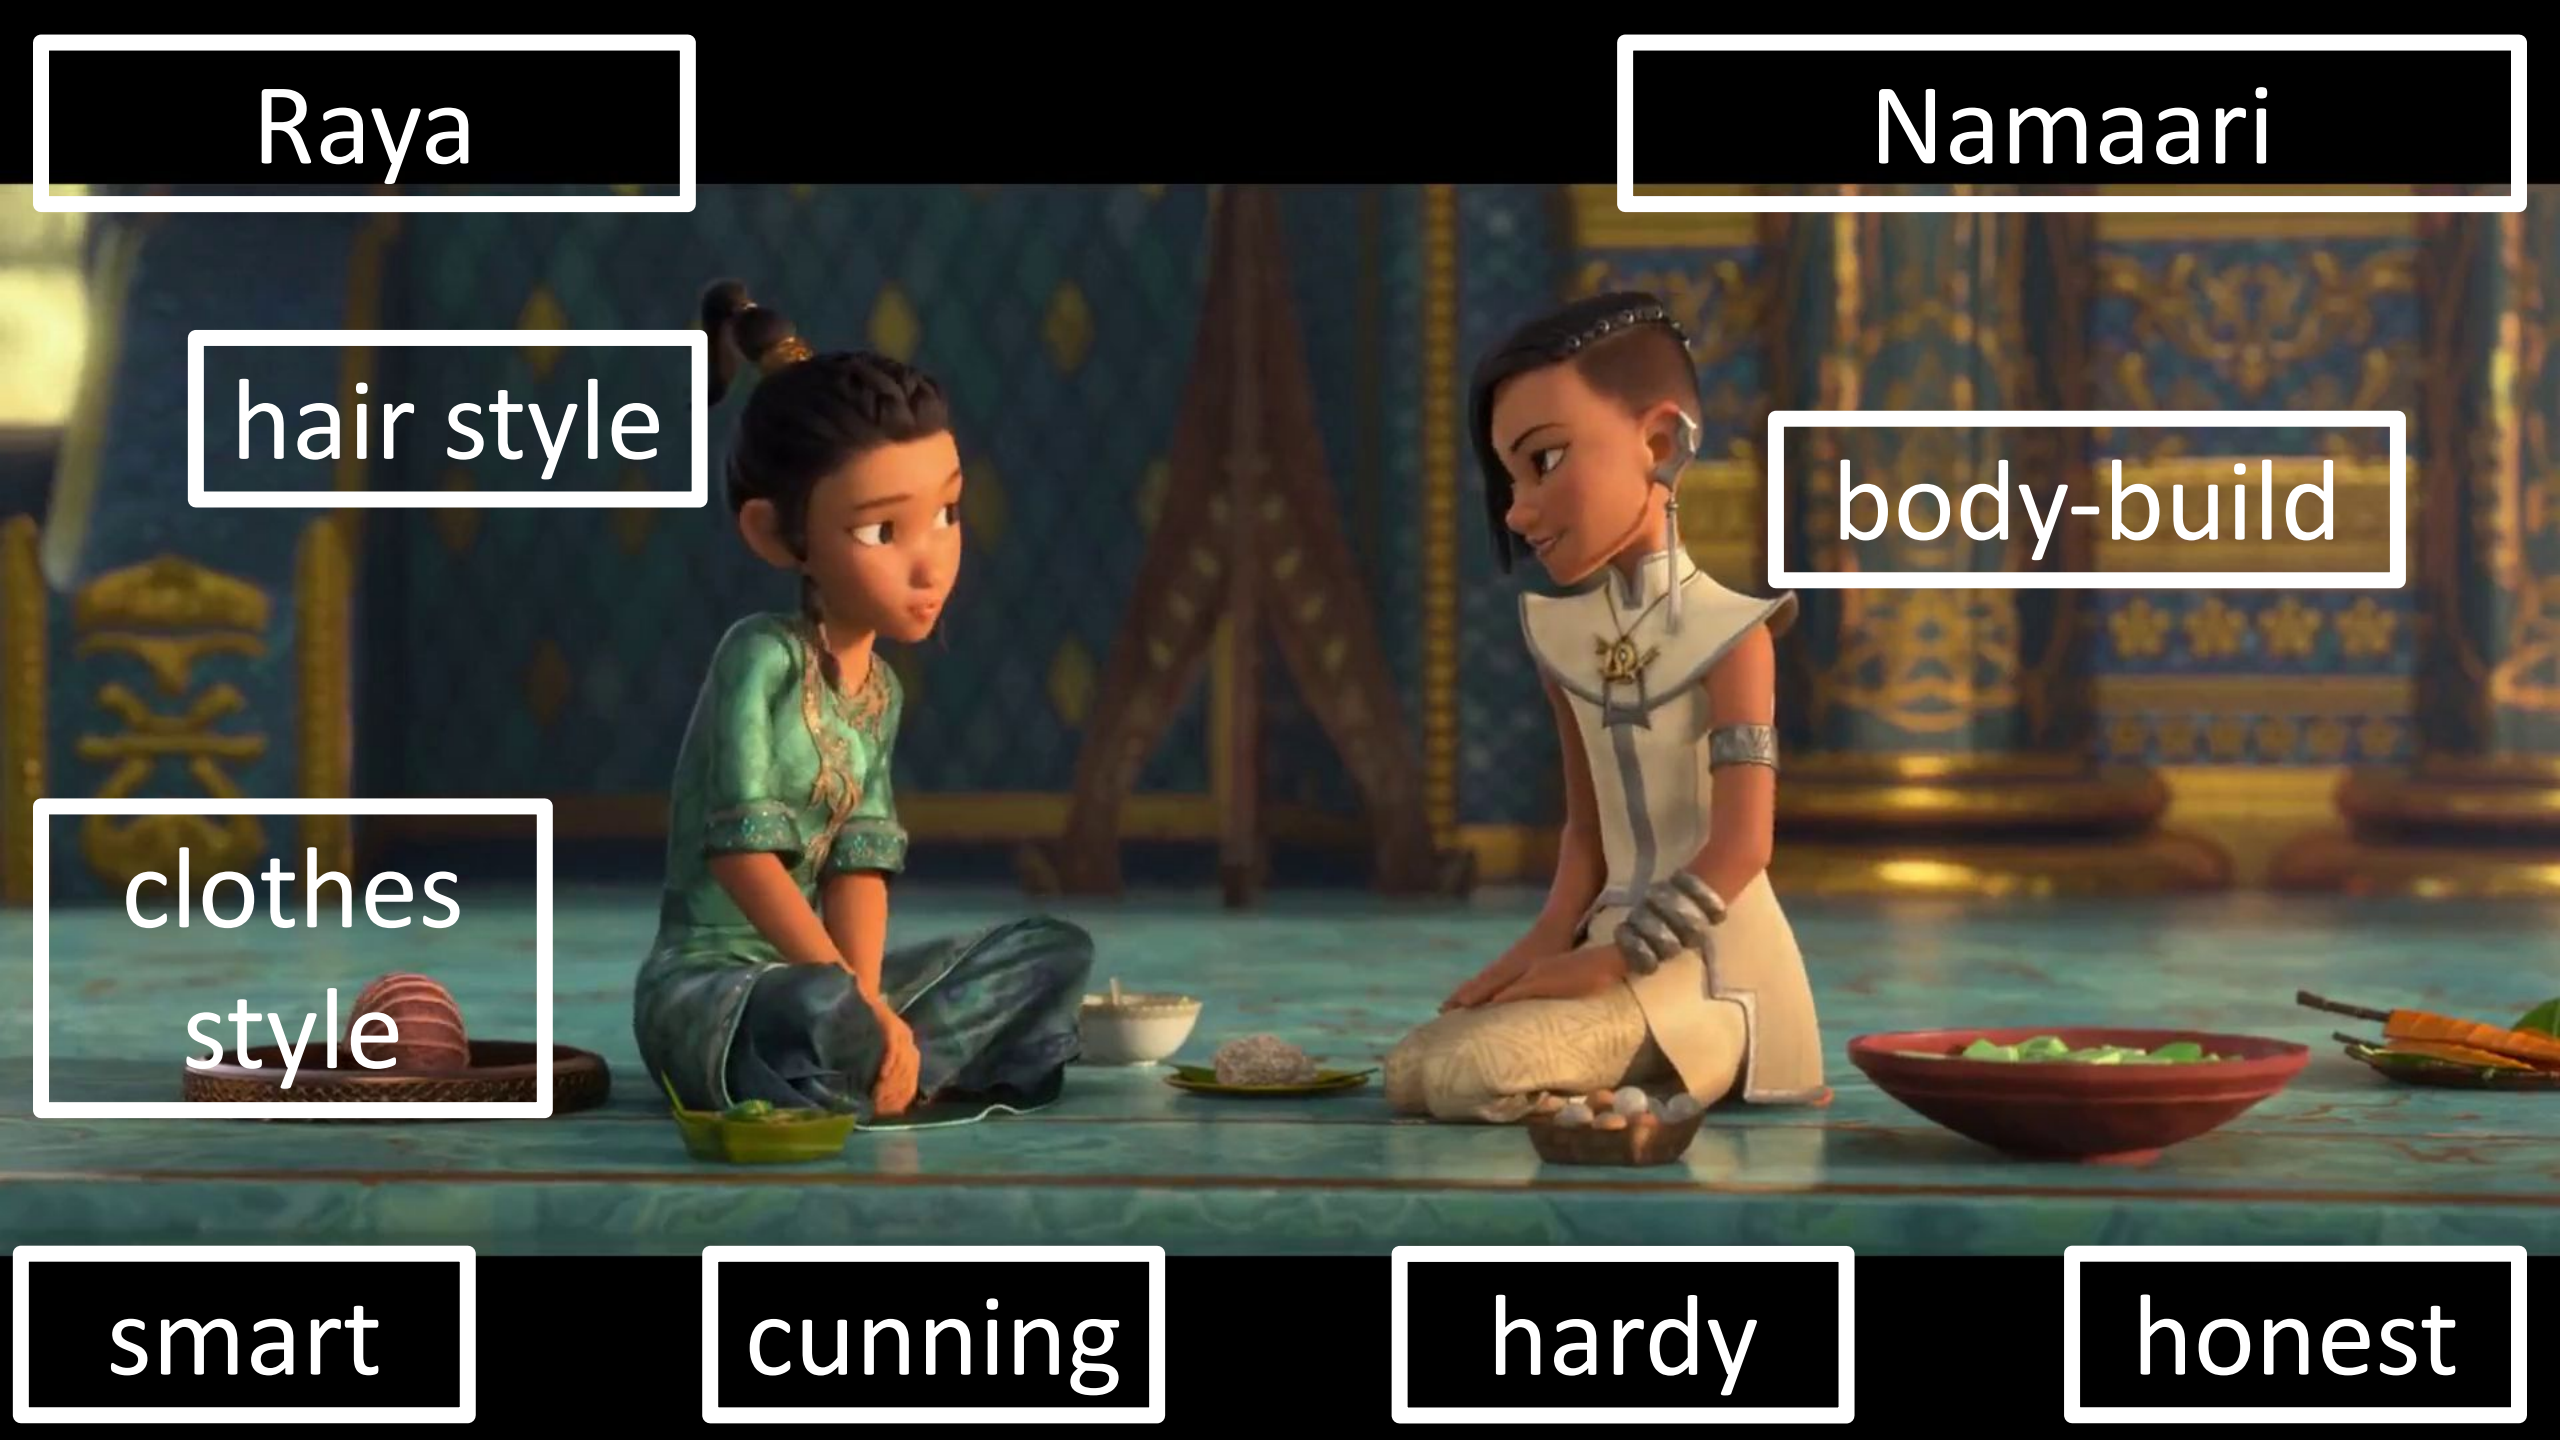 Raya
Namaari
hair style
body-build
clothes
style
smart
cunning
hardy
honest